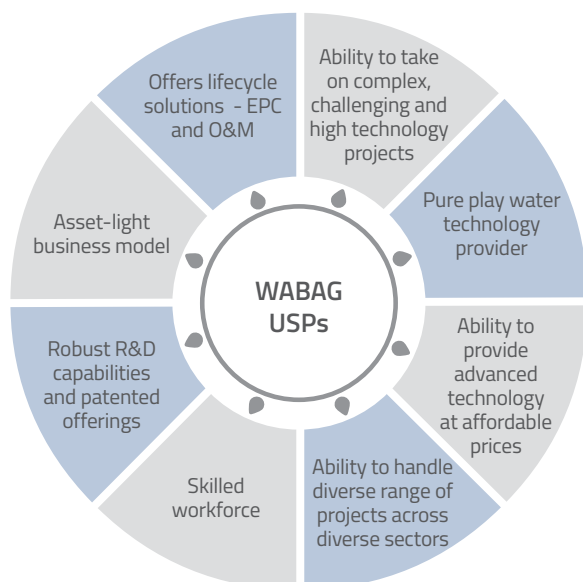 Offers lifecycle
solutions - EPC
and O&M
Ability to take
on complex,
challenging and
high technology
projects
Pure play water
technology
provider
Ability to
provide
advanced
technology
at affordable
prices
Ability to handle
diverse range of
projects across
diverse sectors
Skilled
workforce
Robust R&D
capabilities
and patented
offerings
Asset-light
business model
WABAG
USPs